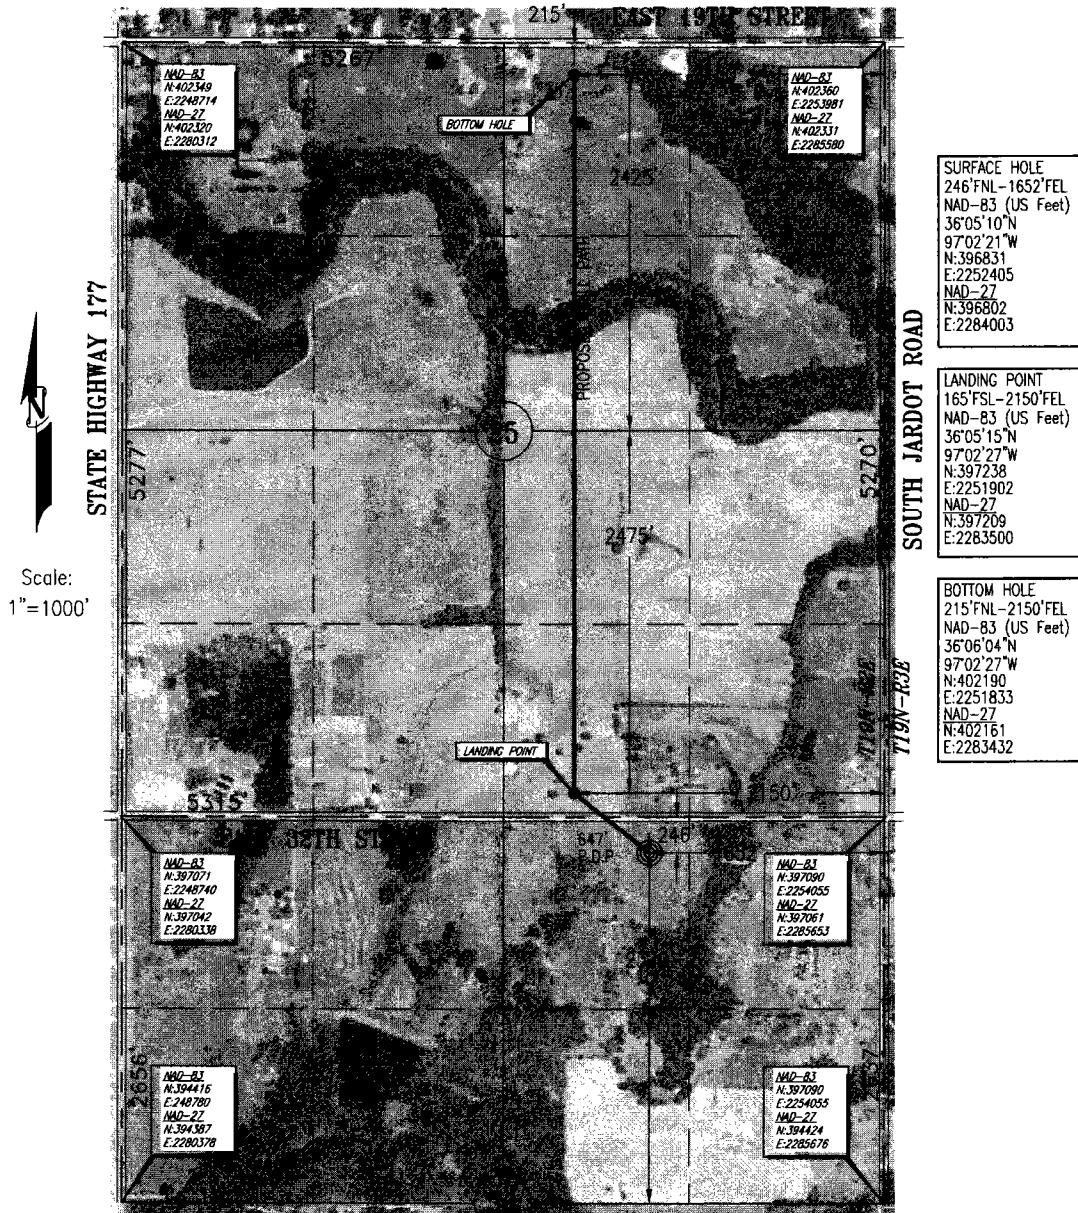 215' EAST 19TH STREET
5267
NAD-83
N:402349
E:2248714
NAD-27
N:402320
E:2280312
BOTTOM HOLE
NAD-83
N:402360
E:2253981
NAD-27
N:402331
E:2285580
2425'
SURFACE HOLE
246'FNL-1652'FEL
NAD-83 (US Feet)
36°05'10"N
97°02'21"W
N:396831
E:2252405
NAD-27
N:396802
E:2284003
STATE HIGHWAY 177
N
Scale:
1"=1000'
SOUTH JARDOT ROAD
LANDING POINT
165'FSL-2150'FEL
NAD-83 (US Feet)
36°05'15"N
97°02'27"W
N:397238
E:2251902
NAD-27
N:397209
E:2283500
5277'
5270'
2475'
BOTTOM HOLE
215'FNL-2150'FEL
NAD-83 (US Feet)
36°06'04"N
97°02'27"W
N:402190
E:2251833
NAD-27
N:402161
E:2283432
T19N-R3E
LANDING POINT
5315'
2150'
32TH ST
647'
P.D.P.
246'
NAD-83
N:397071
E:2248740
NAD-27
N:397042
E:2280338
NAD-83
N:397090
E:2254055
NAD-27
N:397061
E:2285653
2656'
NAD-83
N:394416
E:248780
NAD-27
N:394387
E:2280378
NAD-83
N:397090
E:2254055
NAD-27
N:394424
E:2285676